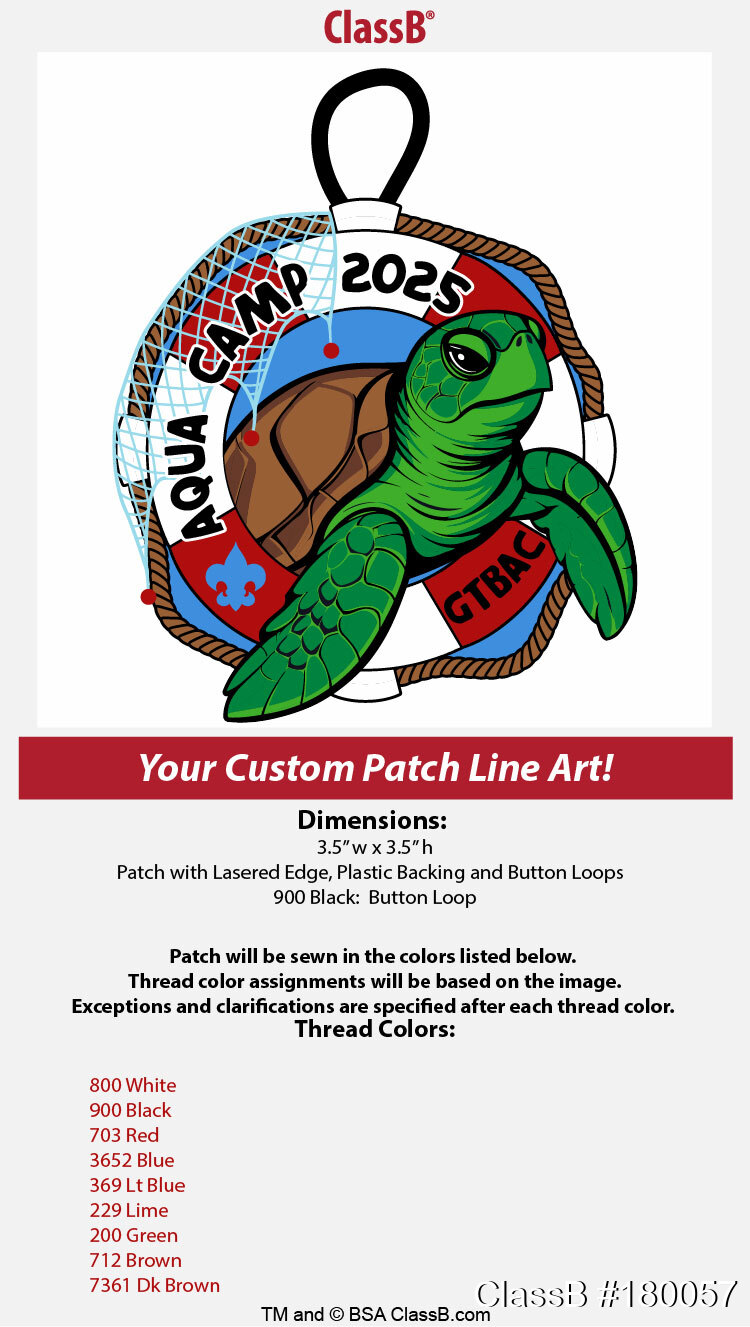 ClassB®
AQUA CAMP 2025
GTBAC
Your Custom Patch Line Art!
Dimensions:
3.5”w x 3.5”h
Patch with Lasered Edge, Plastic Backing and Button Loops
900 Black:  Button Loop
Patch will be sewn in the colors listed below.
Thread color assignments will be based on the image.
Exceptions and clarifications are specified after each thread color.
Thread Colors:
800 White
900 Black
703 Red
3652 Blue
369 Lt Blue
229 Lime
200 Green
712 Brown
7361 Dk Brown
ClassB #180057
TM and © BSA ClassB.com